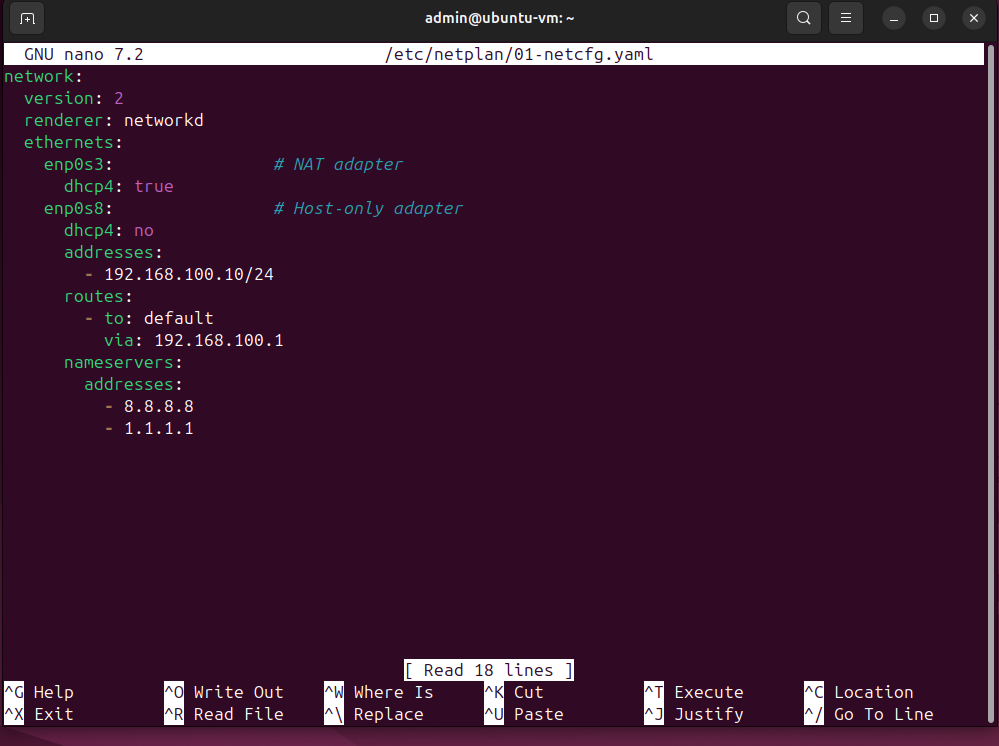 admin@ubuntu-vm: ~
GNU nano 7.2 /etc/netplan/01-netcfg.yaml
network:
  version: 2
  renderer: networkd
  ethernets:
    enp0s3:                # NAT adapter
      dhcp4: true
    enp0s8:                # Host-only adapter
      dhcp4: no
      addresses:
        - 192.168.100.10/24
      routes:
        - to: default
          via: 192.168.100.1
      nameservers:
        addresses:
          - 8.8.8.8
          - 1.1.1.1
[ Read 18 lines ]
^G Help ^O Write Out ^W Where Is ^K Cut ^T Execute ^C Location
^X Exit ^R Read File ^\ Replace ^U Paste ^J Justify ^/ Go To Line